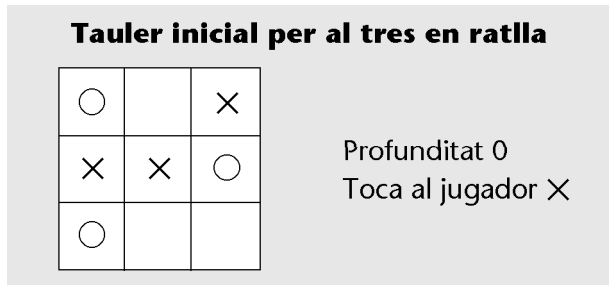 Tauler inicial per al tres en ratlla
○ ×
× × ○
○
Profunditat 0
Toca al jugador ×